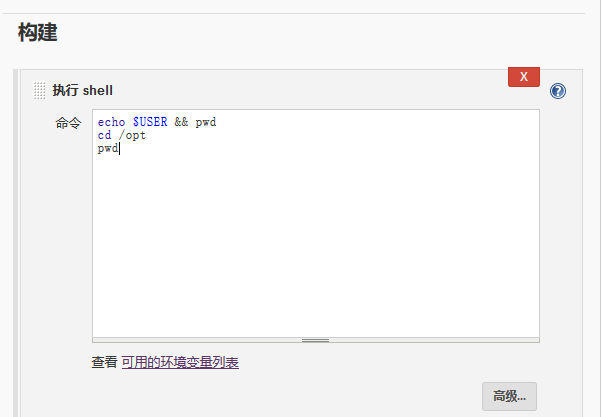 构建
X
执行 shell
?
命令
echo $USER && pwd
cd /opt
pwd
查看 可用的环境变量列表
高级...